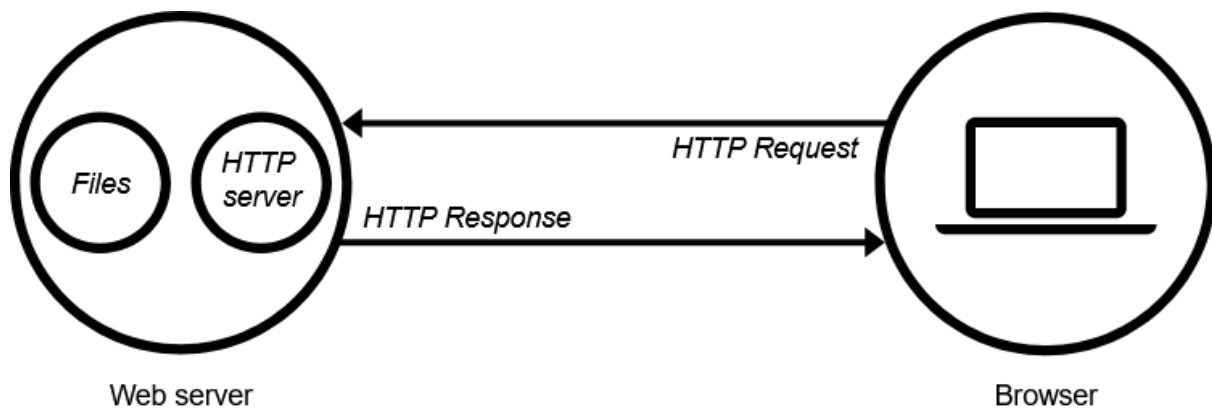 Files
HTTP
server
HTTP Request
HTTP Response
Web server
Browser